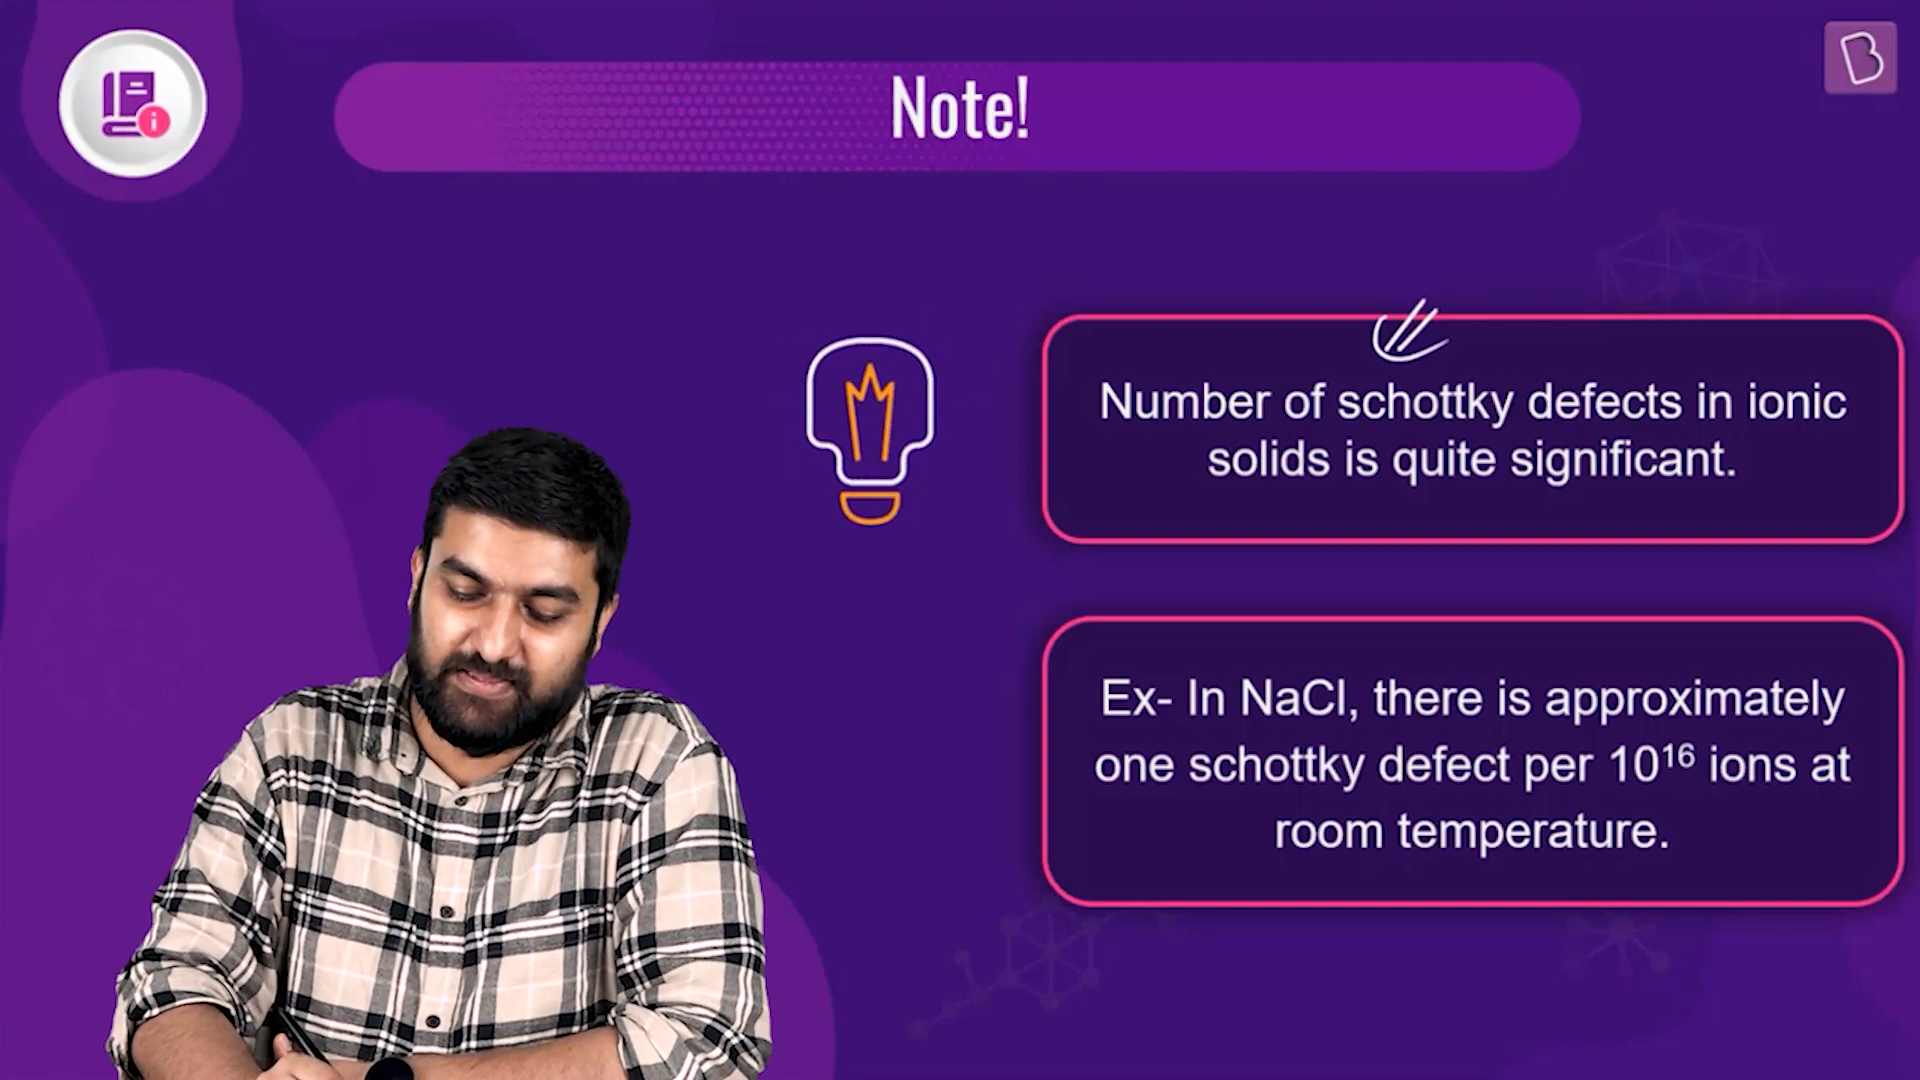 Note!
Number of schottky defects in ionic
solids is quite significant.
Ex- In NaCl, there is approximately
one schottky defect per 10¹⁶ ions at
room temperature.